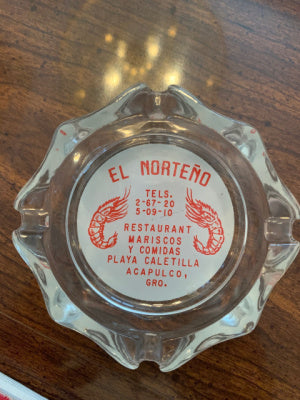 EL NORTEÑO
TELS.
2-67-20
5-09-10
RESTAURANT
MARISCOS
Y COMIDAS
PLAYA CALETILLA
ACAPULCO,
GRO.